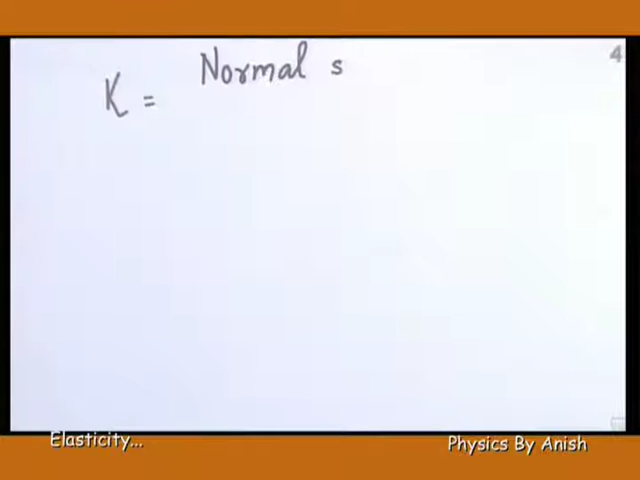 4
Normal s
K =
Elasticity...
Physics By Anish